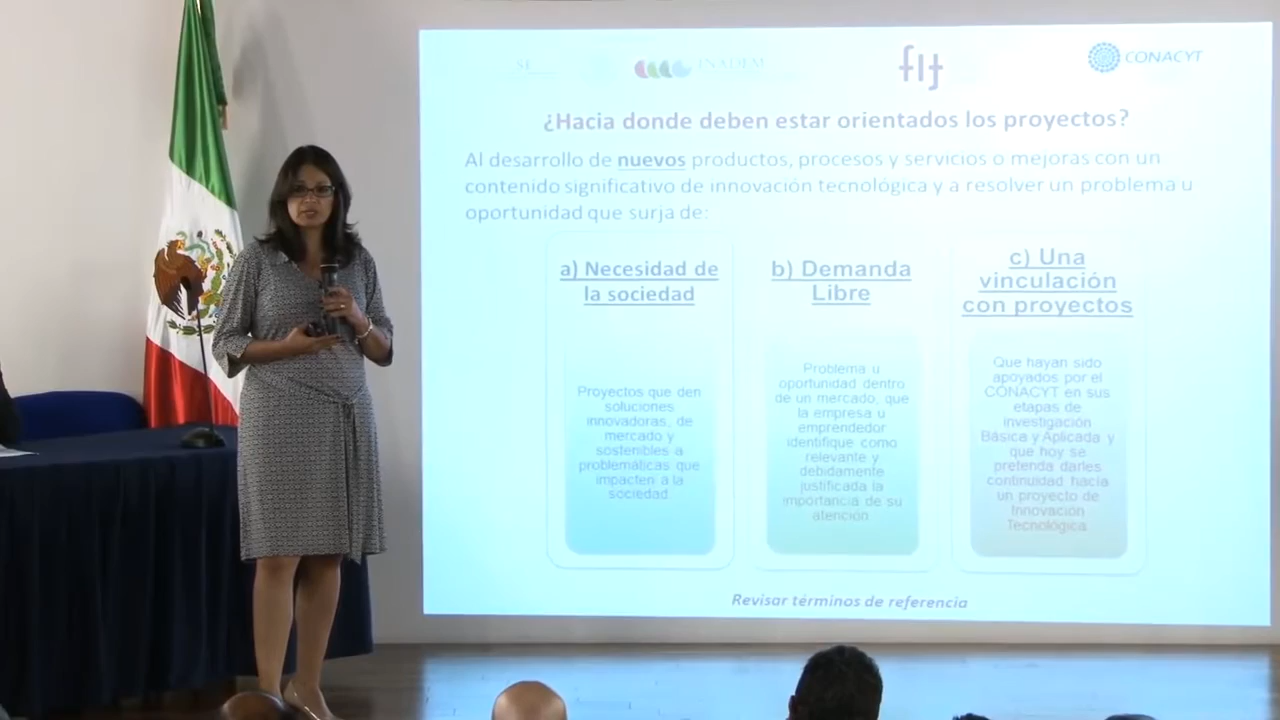 SE
INADEM
fit
CONACYT
¿Hacia donde deben estar orientados los proyectos?
Al desarrollo de nuevos productos, procesos y servicios o mejoras con un
contenido significativo de innovación tecnológica y a resolver un problema u
oportunidad que surja de:
a) Necesidad de
la sociedad
Proyectos que den
soluciones
innovadoras, de
mercado y
sostenibles a
problemáticas que
impacten a la
sociedad
b) Demanda
Libre
Problema u
oportunidad dentro
de un mercado, que
la empresa u
emprendedor
identifique como
relevante y
debidamente
justificada la
importancia de su
atención
c) Una
vinculación
con proyectos
Que hayan sido
apoyados por el
CONACYT en sus
etapas de
investigación
Básica y Aplicada y
que hoy se
pretenda darles
continuidad hacia
un proyecto de
Innovación
Tecnológica
Revisar términos de referencia